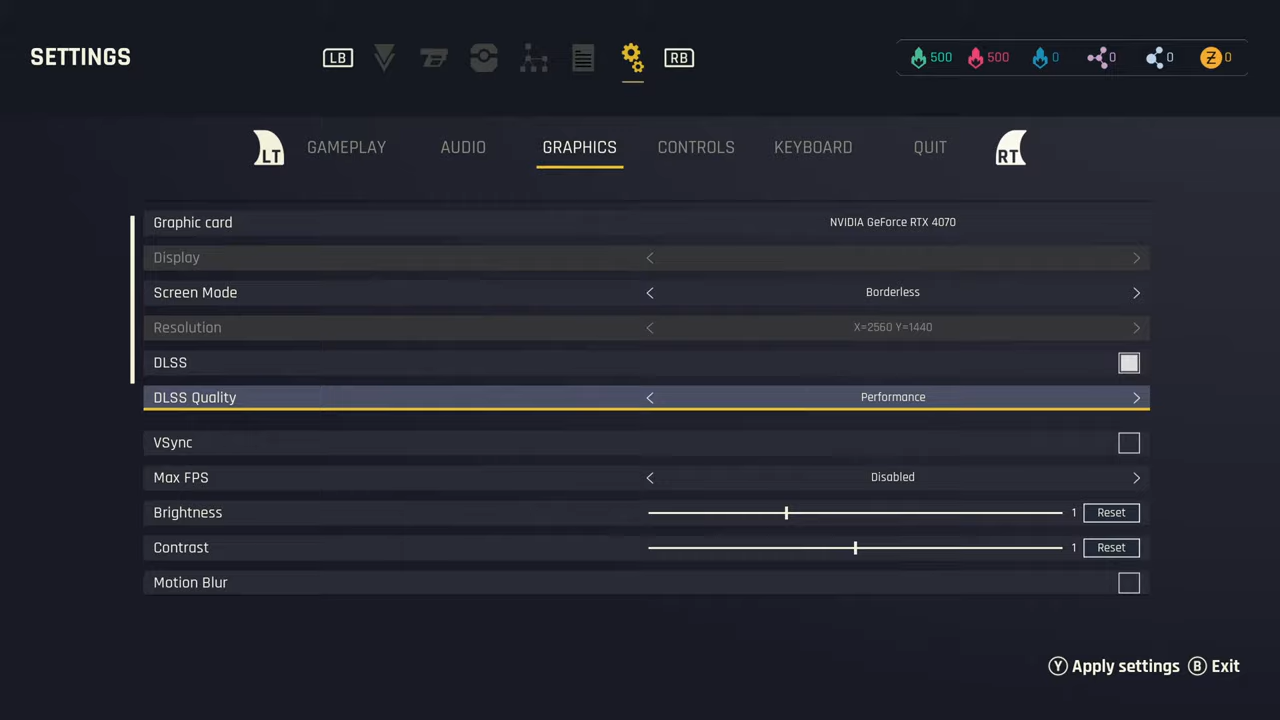 SETTINGS
LB
RB
500 500 0 0 0 0
LT
GAMEPLAY
AUDIO
GRAPHICS
CONTROLS
KEYBOARD
QUIT
RT
Graphic card NVIDIA GeForce RTX 4070
Display
Screen Mode Borderless
Resolution X=2560 Y=1440
DLSS
DLSS Quality Performance
VSync
Max FPS Disabled
Brightness 1 Reset
Contrast 1 Reset
Motion Blur
Y Apply settings B Exit